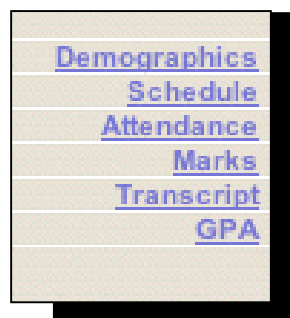 Demographics
Schedule
Attendance
Marks
Transcript
GPA